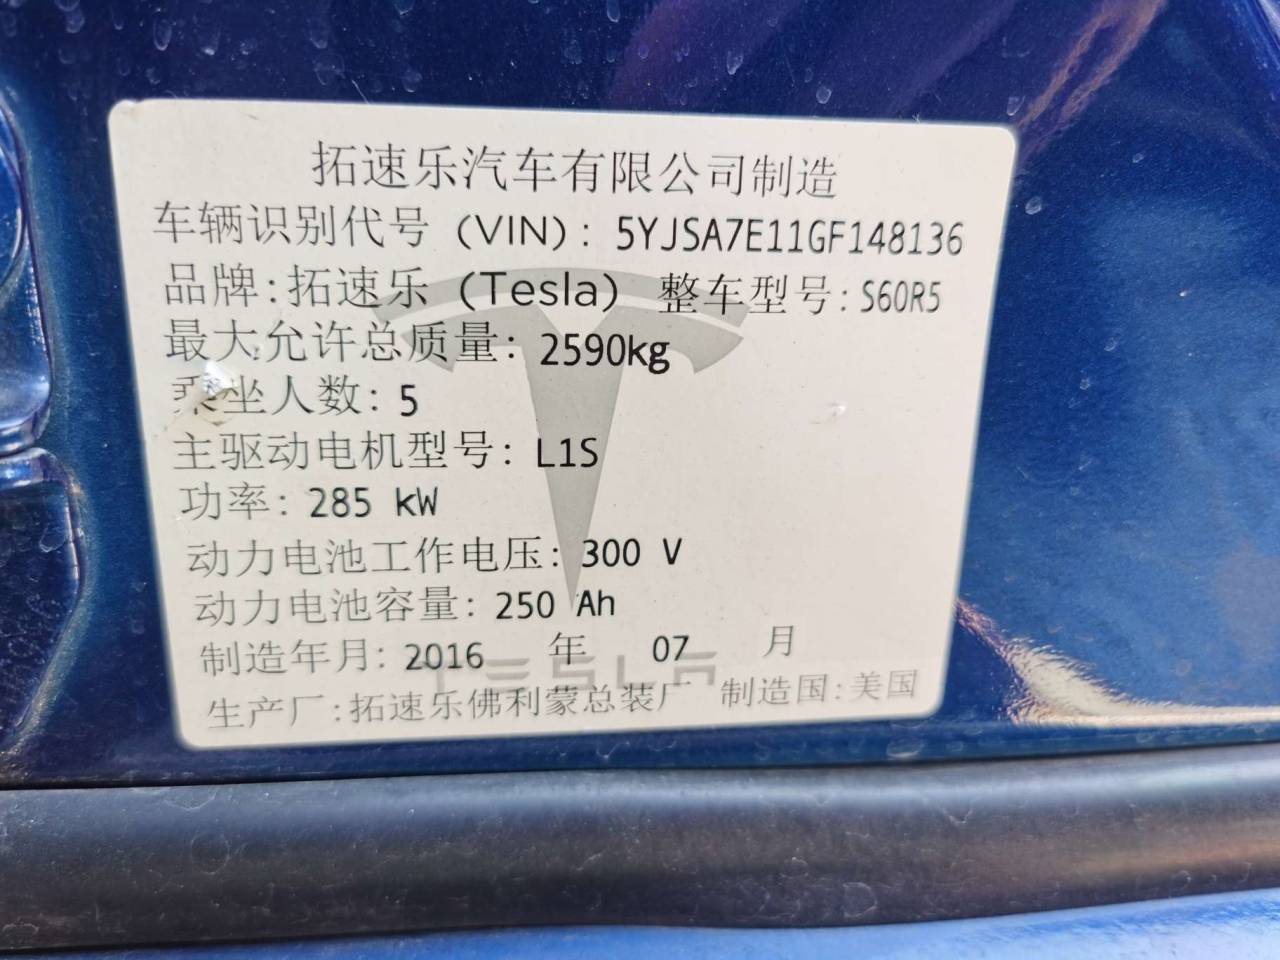 拓速乐汽车有限公司制造
车辆识别代号 (VIN): 5YJSA7E11GF148136
品牌:拓速乐 (Tesla) 整车型号:S60R5
最大允许总质量: 2590kg
乘坐人数: 5
主驱动电机型号: L1S
功率: 285 kW
动力电池工作电压: 300 V
动力电池容量: 250 Ah
制造年月: 2016 年 07 月
TESLA
生产厂:拓速乐佛利蒙总装厂 制造国:美国